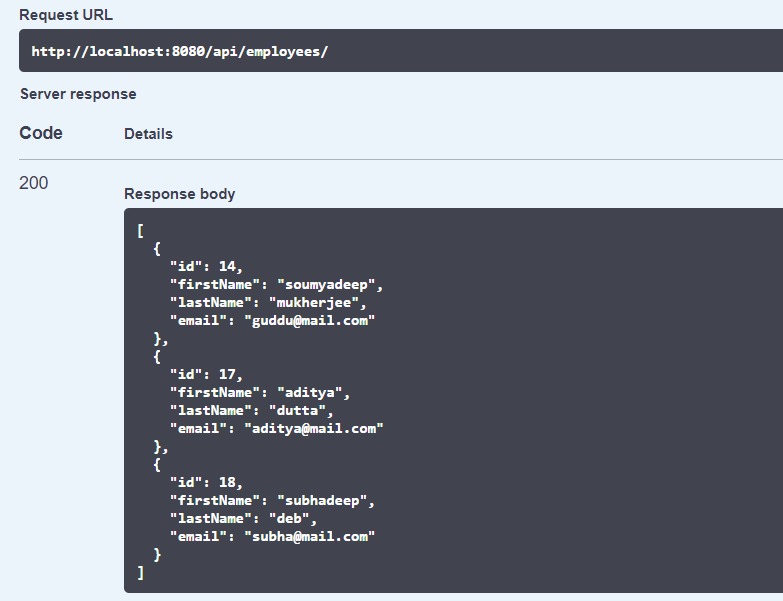 Request URL
http://localhost:8080/api/employees/
Server response
Code Details
200
Response body
[
  {
    "id": 14,
    "firstName": "soumyadeep",
    "lastName": "mukherjee",
    "email": "guddu@mail.com"
  },
  {
    "id": 17,
    "firstName": "aditya",
    "lastName": "dutta",
    "email": "aditya@mail.com"
  },
  {
    "id": 18,
    "firstName": "subhadeep",
    "lastName": "deb",
    "email": "subha@mail.com"
  }
]